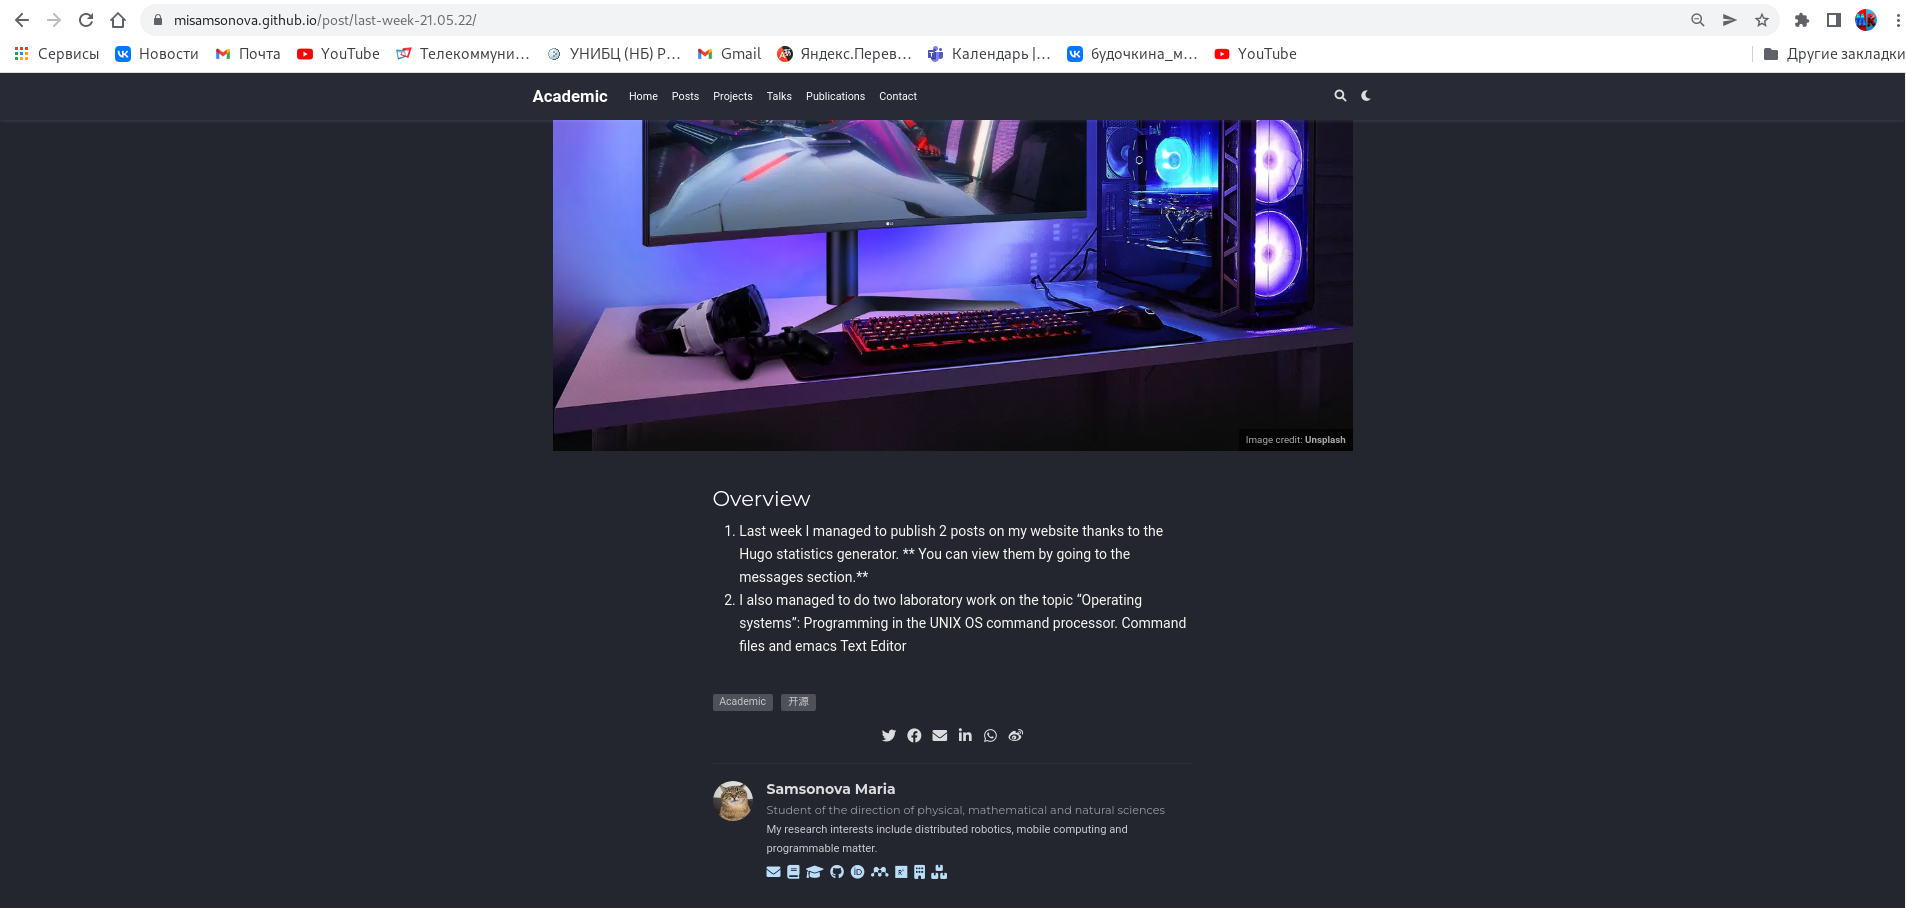 misamsonova.github.io/post/last-week-21.05.22/
Сервисы Новости Почта YouTube Телекоммуни... УНИБЦ (НБ) Р... Gmail Яндекс.Перев... Календарь |... будочкина_м... YouTube Другие закладки
Academic Home Posts Projects Talks Publications Contact
LG
Image credit: Unsplash
Overview
1. Last week I managed to publish 2 posts on my website thanks to the
Hugo statistics generator. ** You can view them by going to the
messages section.**
2. I also managed to do two laboratory work on the topic “Operating
systems”: Programming in the UNIX OS command processor. Command
files and emacs Text Editor
Academic 开源
Samsonova Maria
Student of the direction of physical, mathematical and natural sciences
My research interests include distributed robotics, mobile computing and
programmable matter.